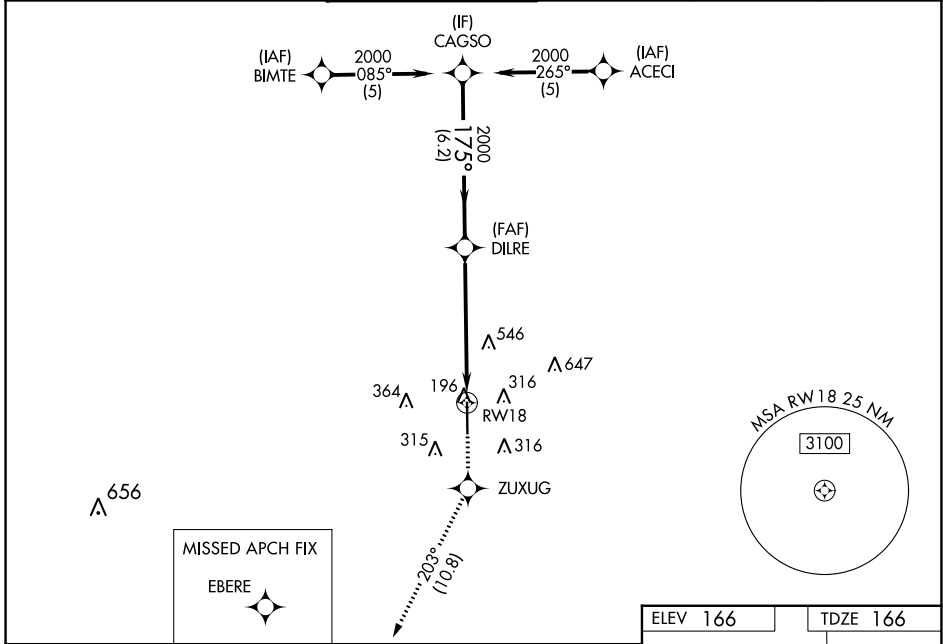 (IF)
CAGSO
(IAF)
BIMTE
2000
085°
(5)
2000
265°
(5)
(IAF)
ACECI
2000
175°
(6.2)
(FAF)
DILRE
546
647
364
196
316
RW18
315
316
ZUXUG
MSA RW18 25 NM
3100
656
203°
(10.8)
MISSED APCH FIX
EBERE
ELEV 166
TDZE 166